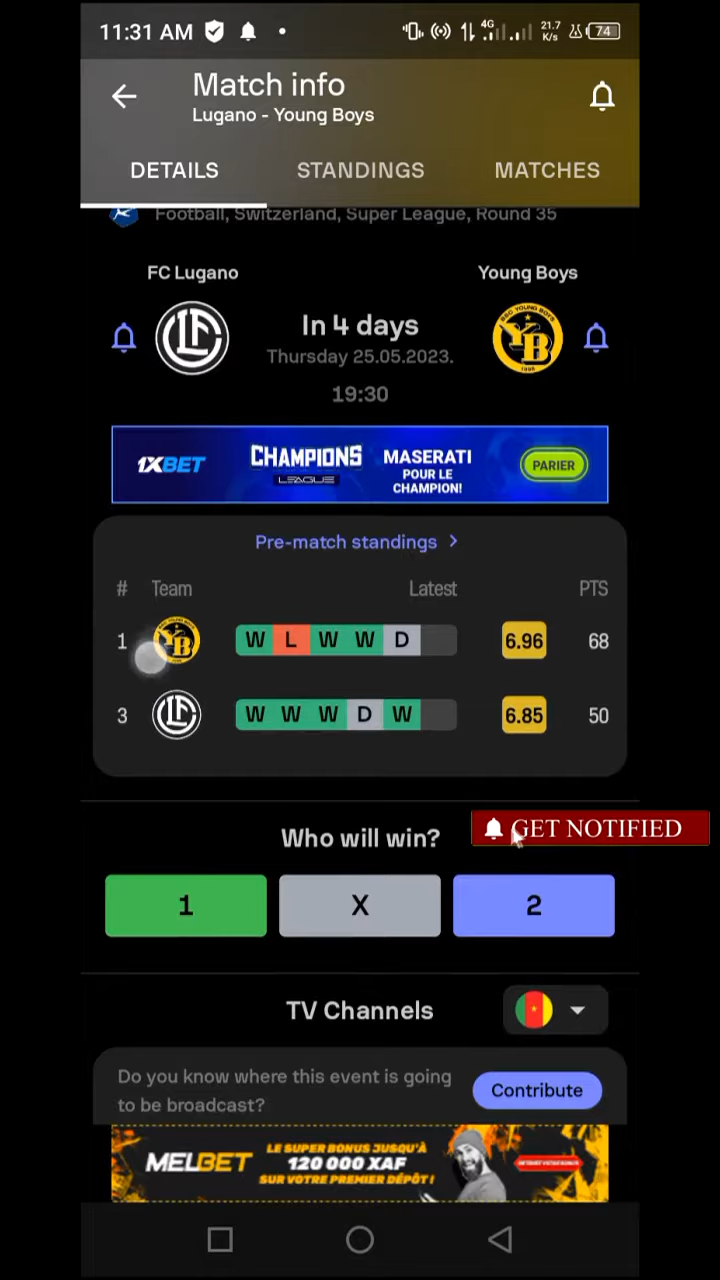 11:31 AM
4G
21.7
K/s
74
Match info
Lugano - Young Boys
DETAILS
STANDINGS
MATCHES
Football, Switzerland, Super League, Round 35
FC Lugano
Young Boys
In 4 days
Thursday 25.05.2023.
19:30
1XBET
CHAMPIONS
LEAGUE
MASERATI
POUR LE
CHAMPION!
PARIER
Pre-match standings >
# Team Latest PTS
1 YB W L W W D 6.96 68
3 W W W D W 6.85 50
GET NOTIFIED
Who will win?
1 X 2
TV Channels
Do you know where this event is going
to be broadcast?
Contribute
MELBET
LE SUPER BONUS JUSQU'À
120 000 XAF
SUR VOTRE PREMIER DÉPÔT !